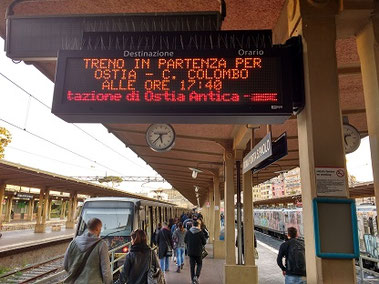 Destinazione Orario
TRENO IN PARTENZA PER
OSTIA - C. COLOMBO
ALLE ORE 17:40
tazione di Ostia Antica -